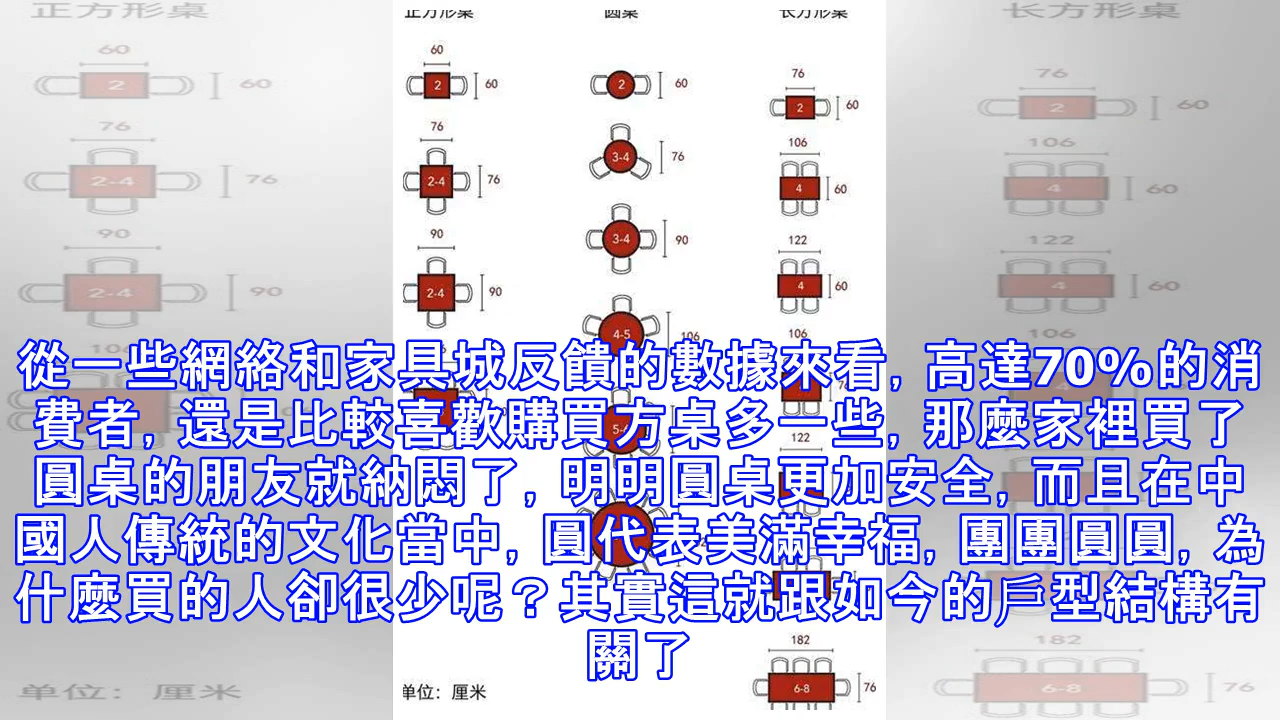 正方形桌 圆桌 长方形桌
60
2 60
76
2-4 76
90
2-4 90
2 60
3-4 76
3-4 90
4-5 106
5-6
76
2 60
106
4 60
122
4 60
106
122
182
6-8 76
單位：厘米
從一些網絡和家具城反饋的數據來看, 高達70%的消
費者, 還是比較喜歡購買方桌多一些, 那麼家裡買了
圓桌的朋友就納悶了, 明明圓桌更加安全, 而且在中
國人傳統的文化當中, 圓代表美滿幸福, 團團圓圓, 為
什麼買的人卻很少呢？其實這就跟如今的戶型結構有
關了